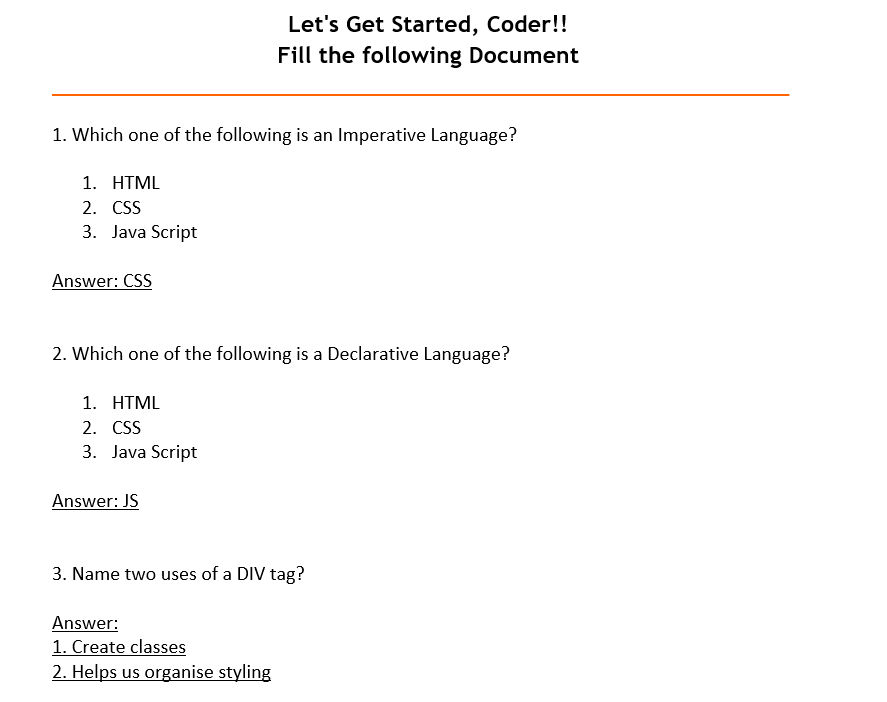 Let's Get Started, Coder!!
Fill the following Document
1. Which one of the following is an Imperative Language?
1. HTML
2. CSS
3. Java Script
Answer: CSS
2. Which one of the following is a Declarative Language?
1. HTML
2. CSS
3. Java Script
Answer: JS
3. Name two uses of a DIV tag?
Answer:
1. Create classes
2. Helps us organise styling